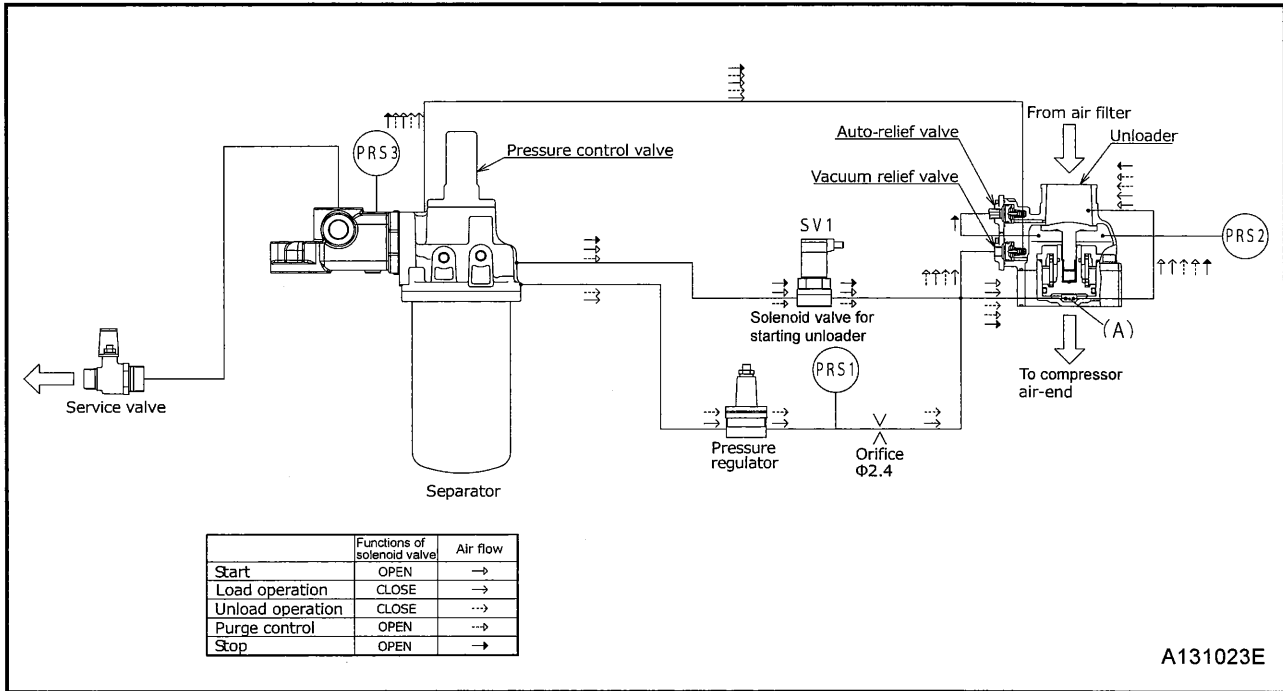 From air filter
Auto-relief valve
Unloader
PRS3
Pressure control valve
Vacuum relief valve
SV1
PRS2
Solenoid valve for
starting unloader
(A)
PRS1
To compressor
air-end
Service valve
Pressure
regulator
Orifice
Φ2.4
Separator
Functions of
solenoid valve
Air flow
Start OPEN
Load operation CLOSE
Unload operation CLOSE
Purge control OPEN
Stop OPEN
A131023E